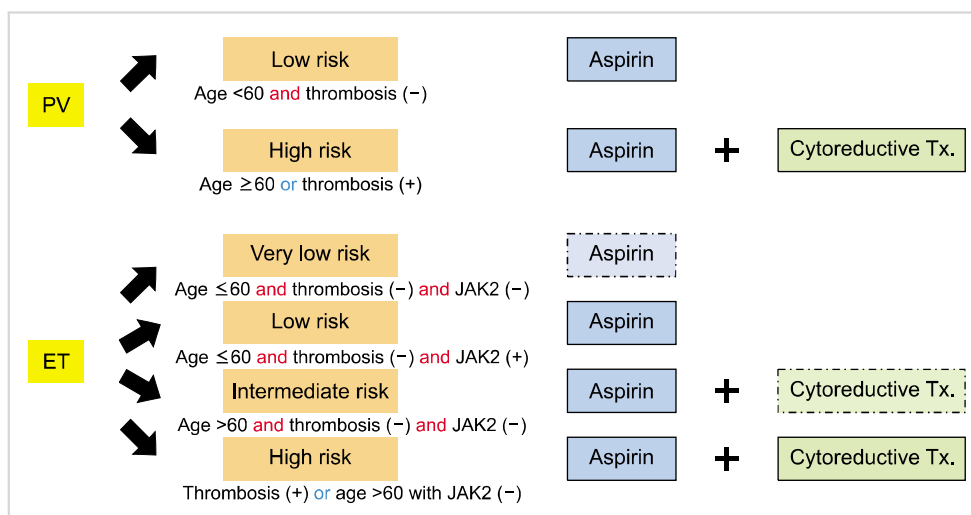 Low risk Aspirin
Age <60 and thrombosis (−)
PV
High risk Aspirin + Cytoreductive Tx.
Age ≥60 or thrombosis (+)
Very low risk Aspirin
Age ≤60 and thrombosis (−) and JAK2 (−)
Low risk Aspirin
Age ≤60 and thrombosis (−) and JAK2 (+)
ET
Intermediate risk Aspirin + Cytoreductive Tx.
Age >60 and thrombosis (−) and JAK2 (−)
High risk Aspirin + Cytoreductive Tx.
Thrombosis (+) or age >60 with JAK2 (−)